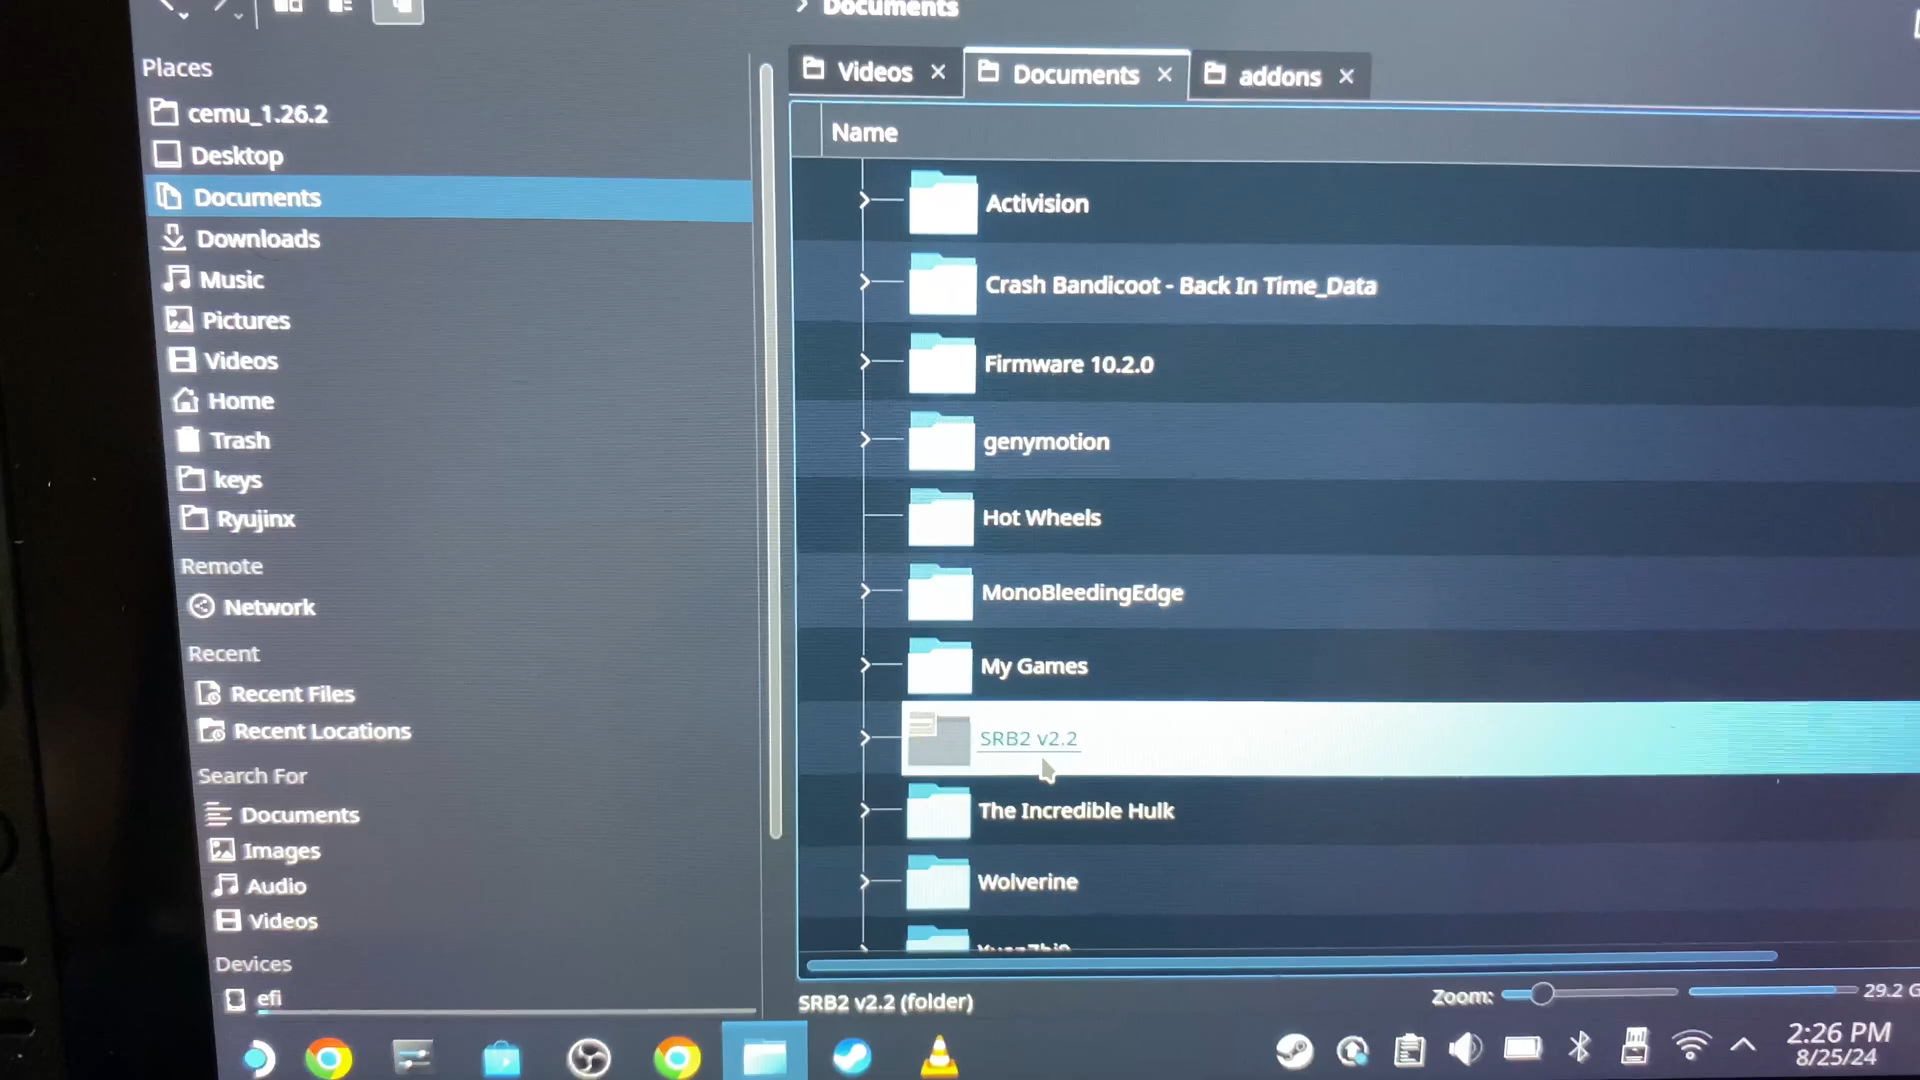 Documents
Places
cemu_1.26.2
Desktop
Documents
Downloads
Music
Pictures
Videos
Home
Trash
keys
Ryujinx
Remote
Network
Recent
Recent Files
Recent Locations
Search For
Documents
Images
Audio
Videos
Devices
efi
Videos
Documents
addons
Name
Activision
Crash Bandicoot - Back In Time_Data
Firmware 10.2.0
genymotion
Hot Wheels
MonoBleedingEdge
My Games
SRB2 v2.2
The Incredible Hulk
Wolverine
SRB2 v2.2 (folder)
Zoom:
29.2
2:26 PM
8/25/24